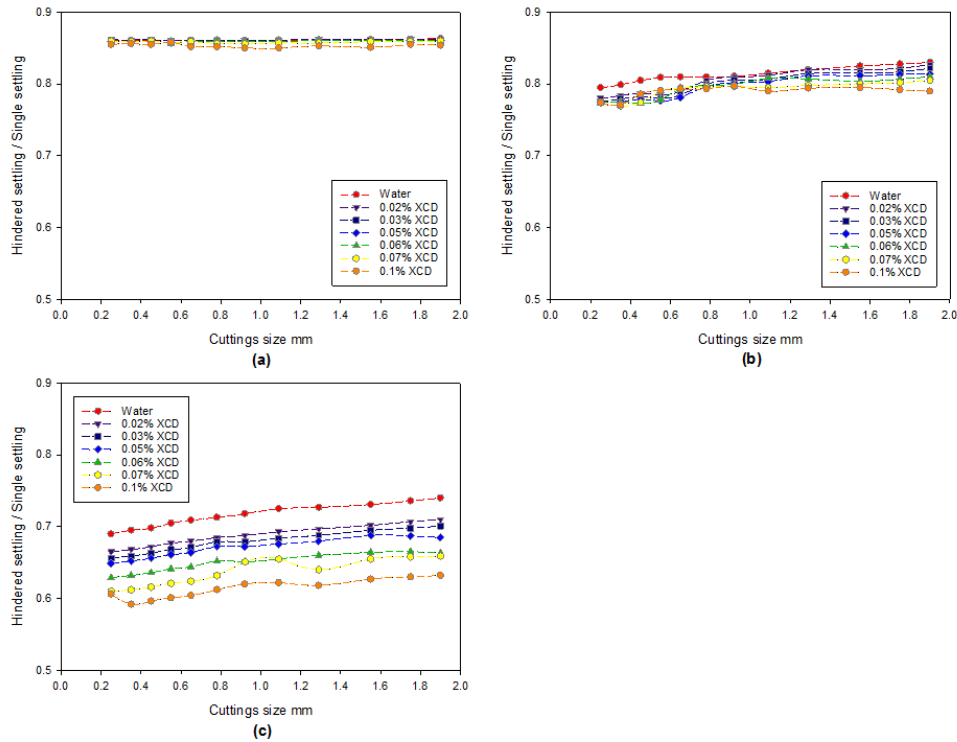 0.9
0.8
0.7
0.6
0.5
Hindered settling / Single settling
Water
0.02% XCD
0.03% XCD
0.05% XCD
0.06% XCD
0.07% XCD
0.1% XCD
0.0 0.2 0.4 0.6 0.8 1.0 1.2 1.4 1.6 1.8 2.0
Cuttings size mm
(a)
0.9
0.8
0.7
0.6
0.5
Hindered settling / Single settling
Water
0.02% XCD
0.03% XCD
0.05% XCD
0.06% XCD
0.07% XCD
0.1% XCD
0.0 0.2 0.4 0.6 0.8 1.0 1.2 1.4 1.6 1.8 2.0
Cuttings size mm
(b)
0.9
0.8
0.7
0.6
0.5
Hindered settling / Single settling
Water
0.02% XCD
0.03% XCD
0.05% XCD
0.06% XCD
0.07% XCD
0.1% XCD
0.0 0.2 0.4 0.6 0.8 1.0 1.2 1.4 1.6 1.8 2.0
Cuttings size mm
(c)